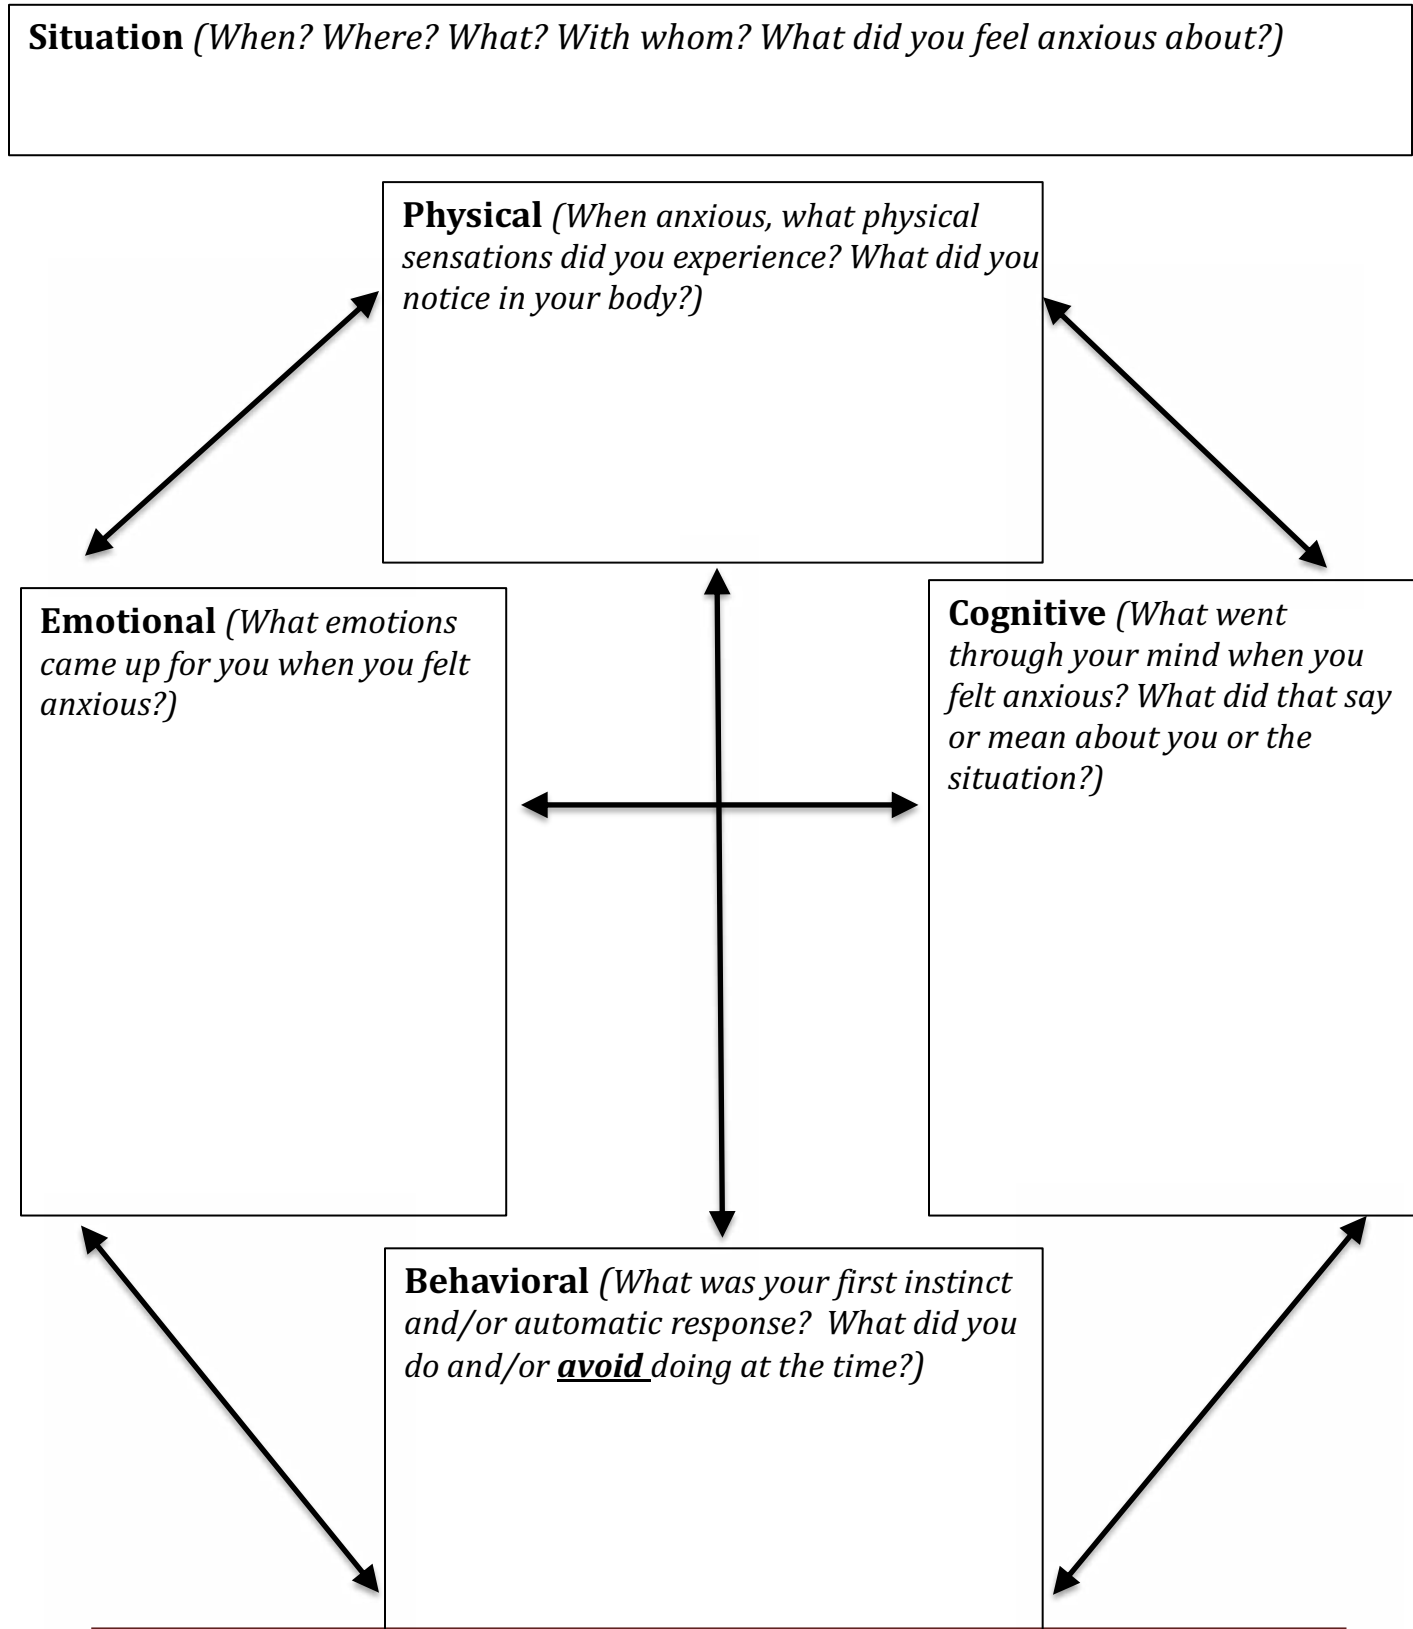 Situation (When? Where? What? With whom? What did you feel anxious about?)
Physical (When anxious, what physical
sensations did you experience? What did you
notice in your body?)
Emotional (What emotions
came up for you when you felt
anxious?)
Cognitive (What went
through your mind when you
felt anxious? What did that say
or mean about you or the
situation?)
Behavioral (What was your first instinct
and/or automatic response?  What did you
do and/or avoid doing at the time?)